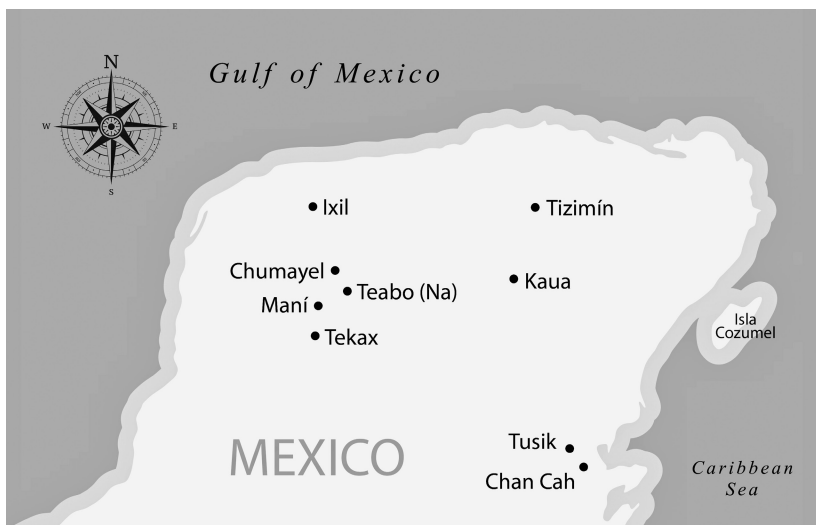 N
Gulf of Mexico
W
E
S
Ixil
Tizimín
Chumayel
Teabo (Na)
Kaua
Maní
Isla
Cozumel
Tekax
Tusik
MEXICO
Chan Cah
Caribbean
Sea